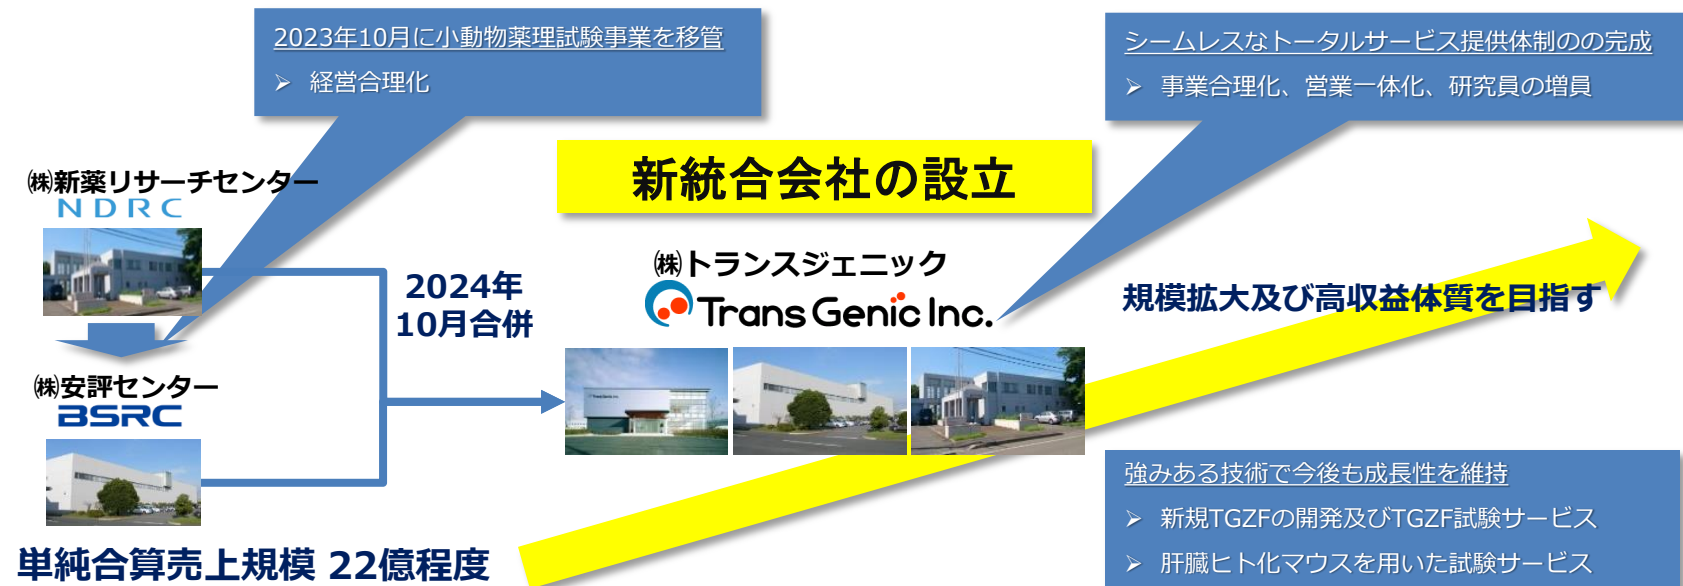 2023年10月に小動物薬理試験事業を移管
➢ 経営合理化
シームレスなトータルサービス提供体制のの完成
➢ 事業合理化、営業一体化、研究員の増員
新統合会社の設立
㈱新薬リサーチセンター
NDRC
㈱安評センター
BSRC
2024年
10月合併
㈱トランスジェニック
Trans Genic Inc.
規模拡大及び高収益体質を目指す
強みある技術で今後も成長性を維持
➢ 新規TGZFの開発及びTGZF試験サービス
➢ 肝臓ヒト化マウスを用いた試験サービス
単純合算売上規模 22億程度